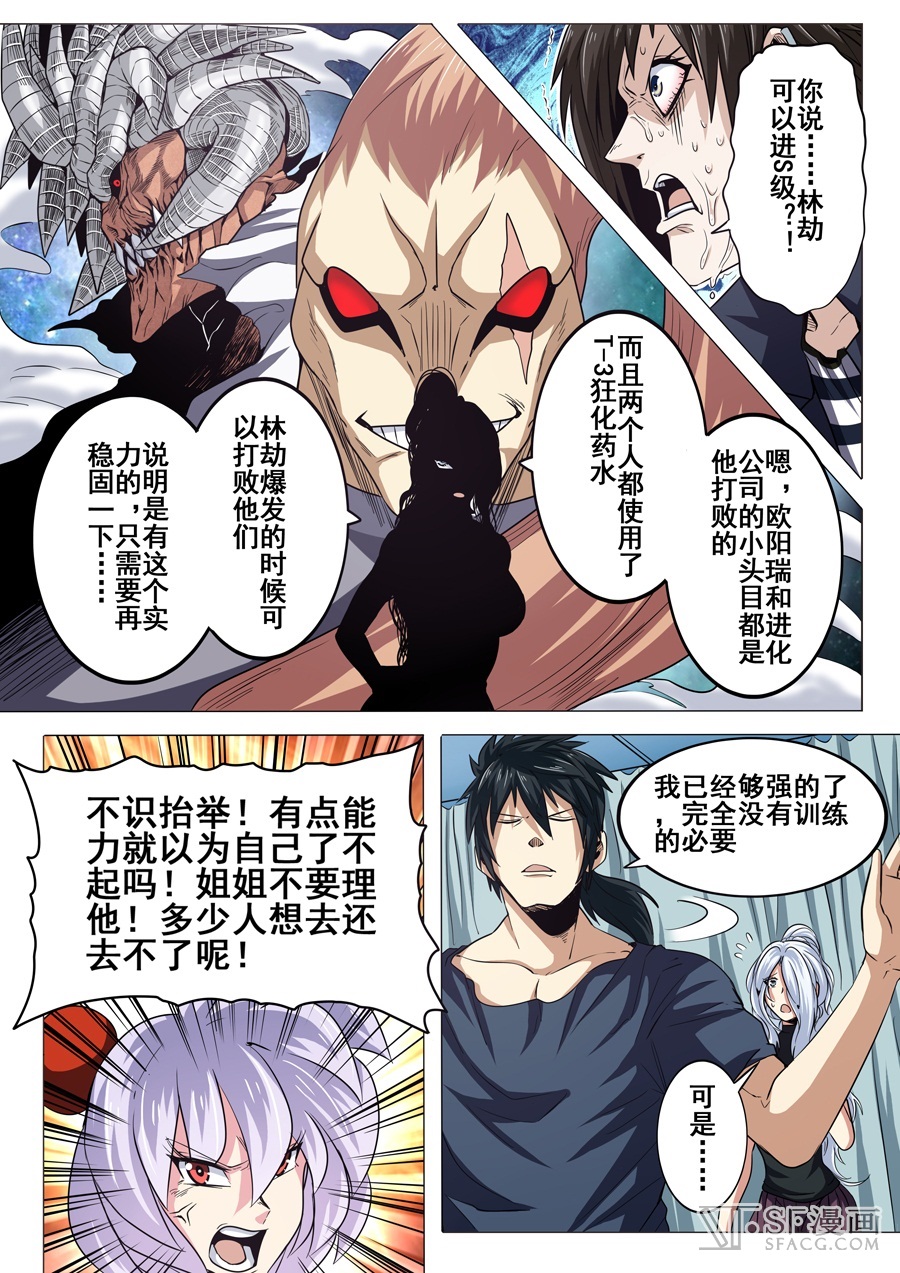 你说……林劫
可以进S级？！
嗯，欧阳瑞和进化
公司的小头目都是
他打败的
而且两个人都使用了
T-3狂化药水
林劫爆发的时候可
以打败他们
说明是有这个实
力的，只需要再
稳固一下……
我已经够强的了
，完全没有训练
的必要
可是……
不识抬举！有点能
力就以为自己了不
起吗！姐姐不要理
他！多少人想去还
去不了呢！
SF漫画
SFACG.COM